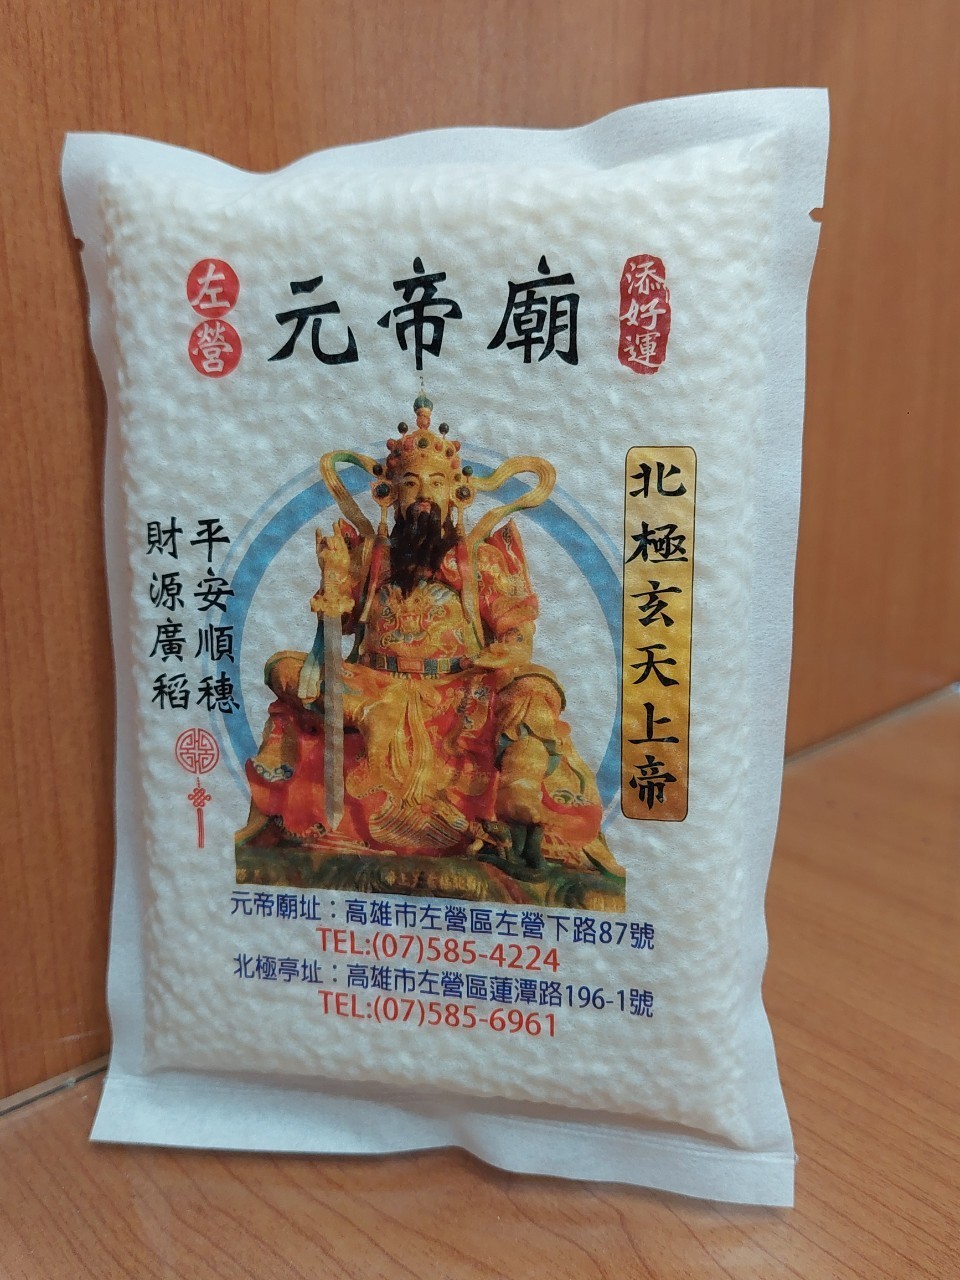 左營
元帝廟
添好運
北極玄天上帝
平安順穗
財源廣稻
元帝廟址：高雄市左營區左營下路87號
TEL:(07)585-4224
北極亭址：高雄市左營區蓮潭路196-1號
TEL:(07)585-6961